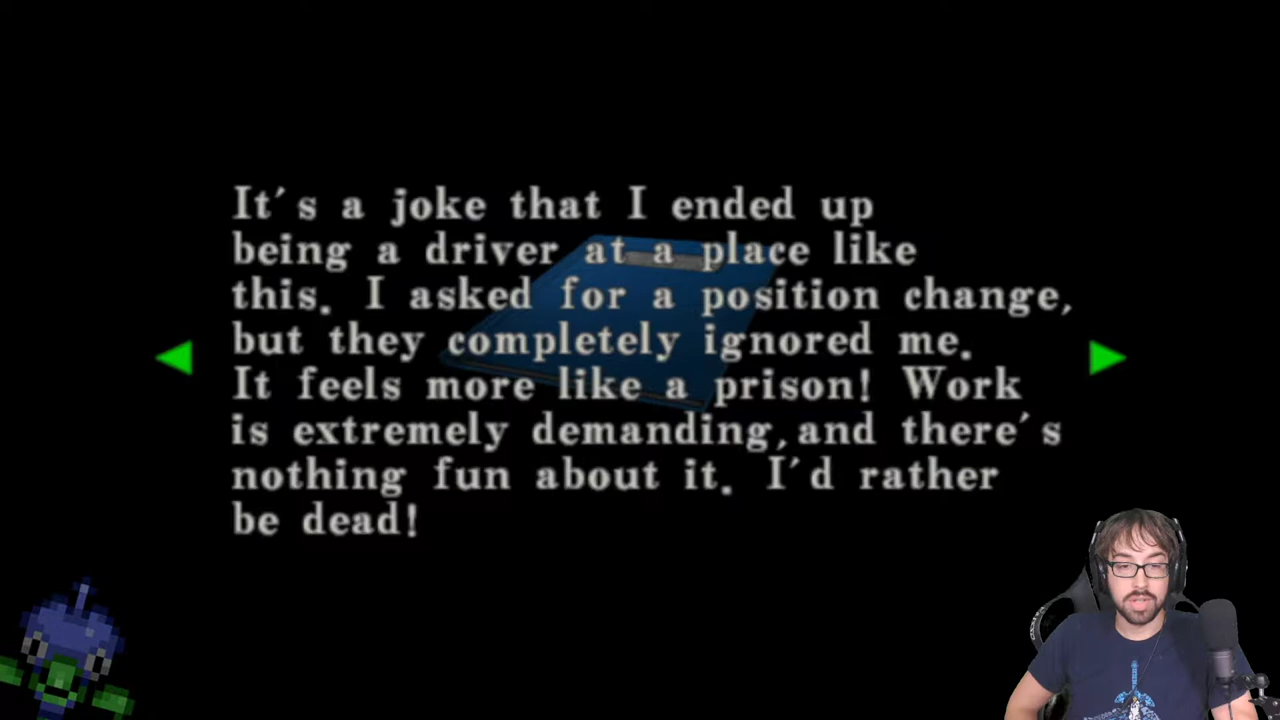 It's a joke that I ended up
being a driver at a place like
this. I asked for a position change,
but they completely ignored me.
It feels more like a prison! Work
is extremely demanding,and there's
nothing fun about it. I'd rather
be dead!